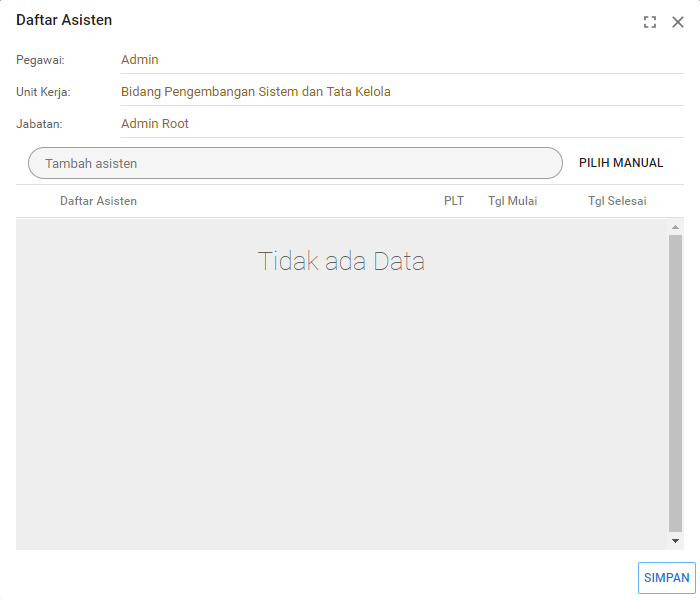 Daftar Asisten
Pegawai: Admin
Unit Kerja: Bidang Pengembangan Sistem dan Tata Kelola
Jabatan: Admin Root
Tambah asisten PILIH MANUAL
Daftar Asisten PLT Tgl Mulai Tgl Selesai
Tidak ada Data
SIMPAN